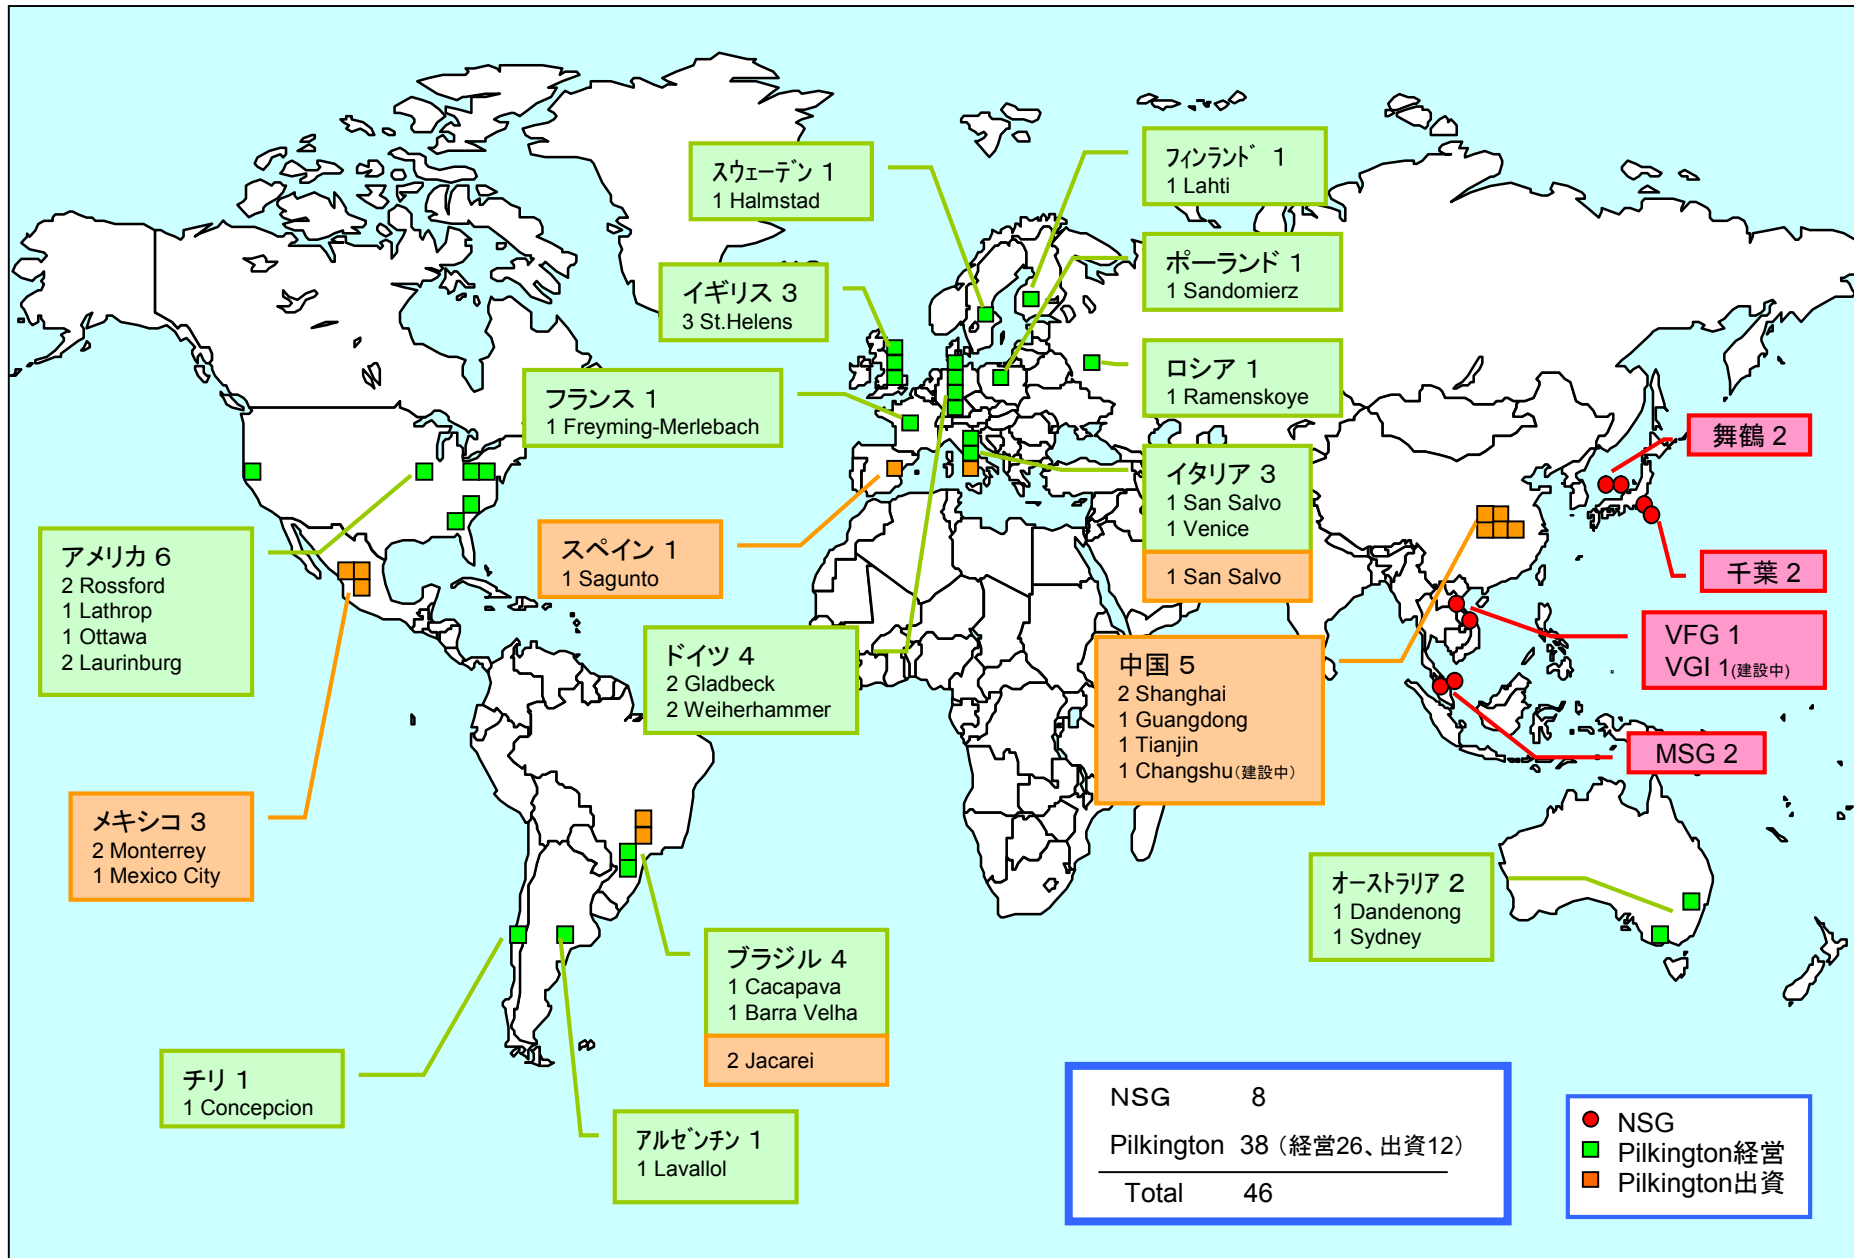 スウェーデン 1
1 Halmstad
フィンランド 1
1 Lahti
イギリス 3
3 St.Helens
ポーランド 1
1 Sandomierz
フランス 1
1 Freyming-Merlebach
ロシア 1
1 Ramenskoye
舞鶴 2
イタリア 3
1 San Salvo
1 Venice
1 San Salvo
アメリカ 6
2 Rossford
1 Lathrop
1 Ottawa
2 Laurinburg
スペイン 1
1 Sagunto
千葉 2
ドイツ 4
2 Gladbeck
2 Weiherhammer
中国 5
2 Shanghai
1 Guangdong
1 Tianjin
1 Changshu(建設中)
VFG 1
VGI 1(建設中)
MSG 2
メキシコ 3
2 Monterrey
1 Mexico City
オーストラリア 2
1 Dandenong
1 Sydney
ブラジル 4
1 Cacapava
1 Barra Velha
2 Jacarei
チリ 1
1 Concepcion
アルゼンチン 1
1 Lavallol
NSG 8
Pilkington 38 (経営26、出資12)
Total 46
NSG
Pilkington経営
Pilkington出資